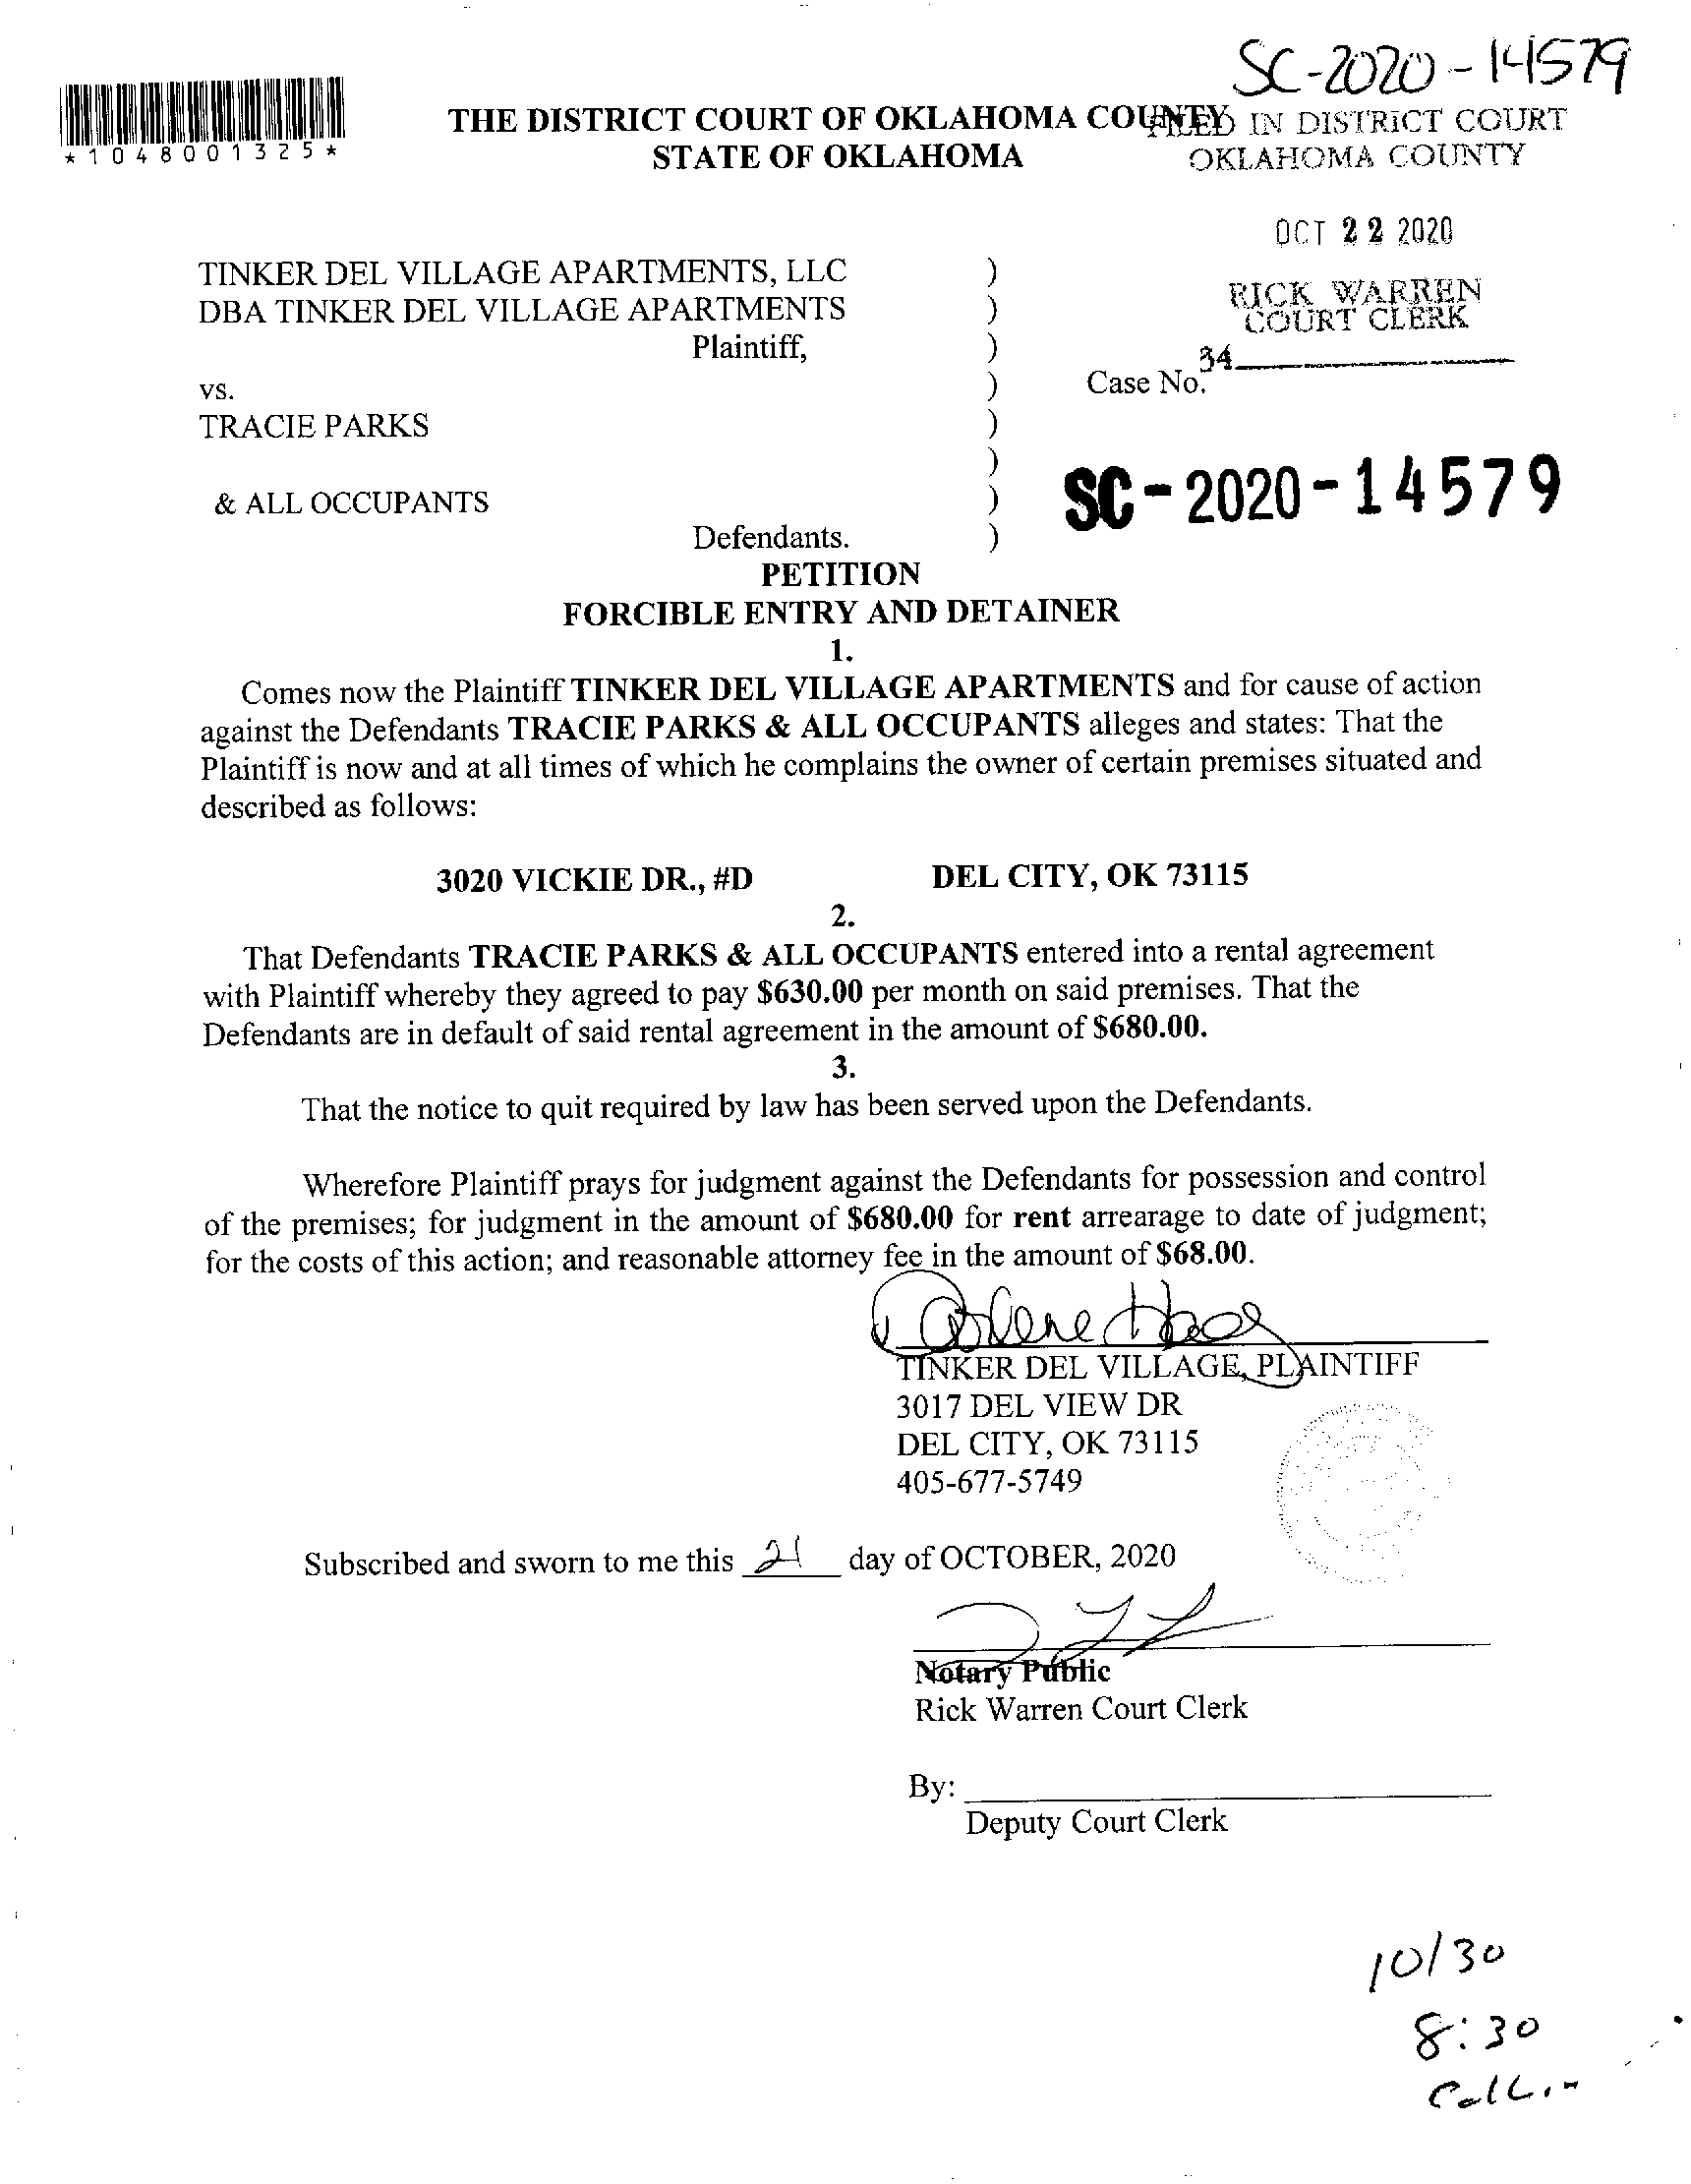 SC-2020-14579
*1048001325*
THE DISTRICT COURT OF OKLAHOMA COUNTY
FILED IN DISTRICT COURT
STATE OF OKLAHOMA
OKLAHOMA COUNTY
OCT 22 2020
TINKER DEL VILLAGE APARTMENTS, LLC )
DBA TINKER DEL VILLAGE APARTMENTS )
RICK WARREN
COURT CLERK
Plaintiff, )
34
vs. ) Case No.
TRACIE PARKS )
)
& ALL OCCUPANTS )
SC-2020-14579
Defendants. )
PETITION
FORCIBLE ENTRY AND DETAINER
1.
Comes now the Plaintiff TINKER DEL VILLAGE APARTMENTS and for cause of action
against the Defendants TRACIE PARKS & ALL OCCUPANTS alleges and states: That the
Plaintiff is now and at all times of which he complains the owner of certain premises situated and
described as follows:
3020 VICKIE DR., #D DEL CITY, OK 73115
2.
That Defendants TRACIE PARKS & ALL OCCUPANTS entered into a rental agreement
with Plaintiff whereby they agreed to pay $630.00 per month on said premises. That the
Defendants are in default of said rental agreement in the amount of $680.00.
3.
That the notice to quit required by law has been served upon the Defendants.
Wherefore Plaintiff prays for judgment against the Defendants for possession and control
of the premises; for judgment in the amount of $680.00 for rent arrearage to date of judgment;
for the costs of this action; and reasonable attorney fee in the amount of $68.00.
TINKER DEL VILLAGE, PLAINTIFF
3017 DEL VIEW DR
DEL CITY, OK 73115
405-677-5749
Subscribed and sworn to me this 21 day of OCTOBER, 2020
Notary Public
Rick Warren Court Clerk
By:
Deputy Court Clerk
10/30
8:30